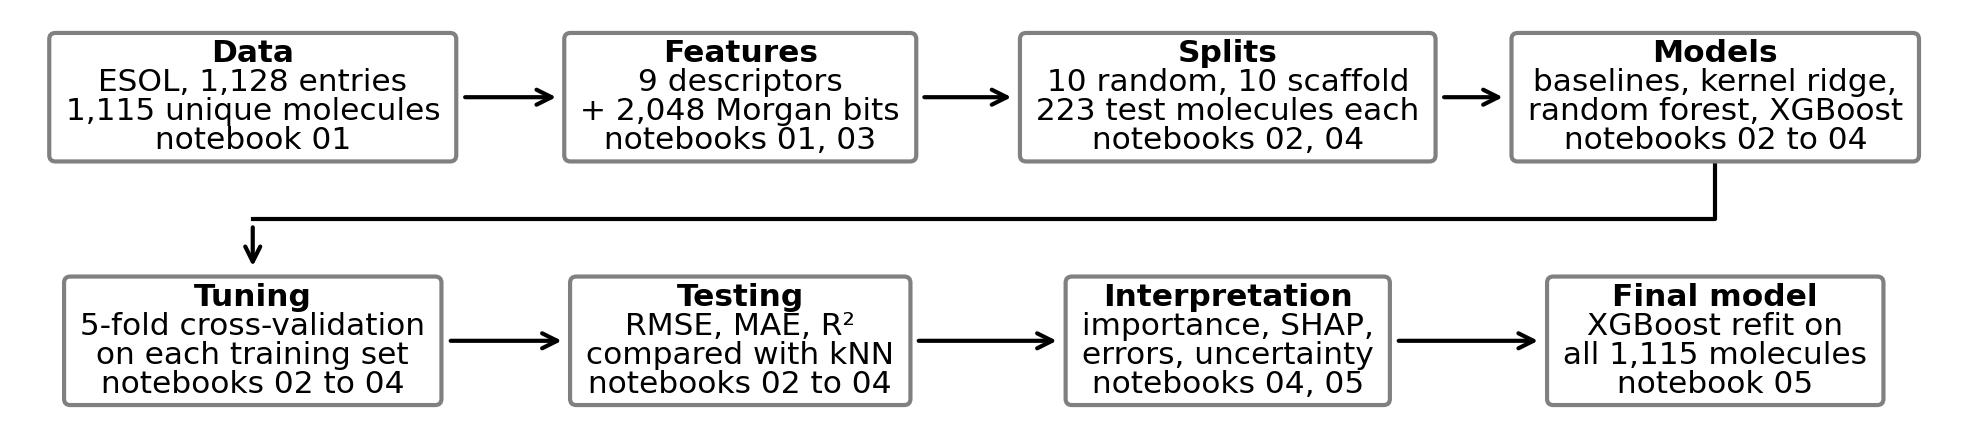 Data
ESOL, 1,128 entries
1,115 unique molecules
notebook 01
Features
9 descriptors
+ 2,048 Morgan bits
notebooks 01, 03
Splits
10 random, 10 scaffold
223 test molecules each
notebooks 02, 04
Models
baselines, kernel ridge,
random forest, XGBoost
notebooks 02 to 04
Tuning
5-fold cross-validation
on each training set
notebooks 02 to 04
Testing
RMSE, MAE, R²
compared with kNN
notebooks 02 to 04
Interpretation
importance, SHAP,
errors, uncertainty
notebooks 04, 05
Final model
XGBoost refit on
all 1,115 molecules
notebook 05